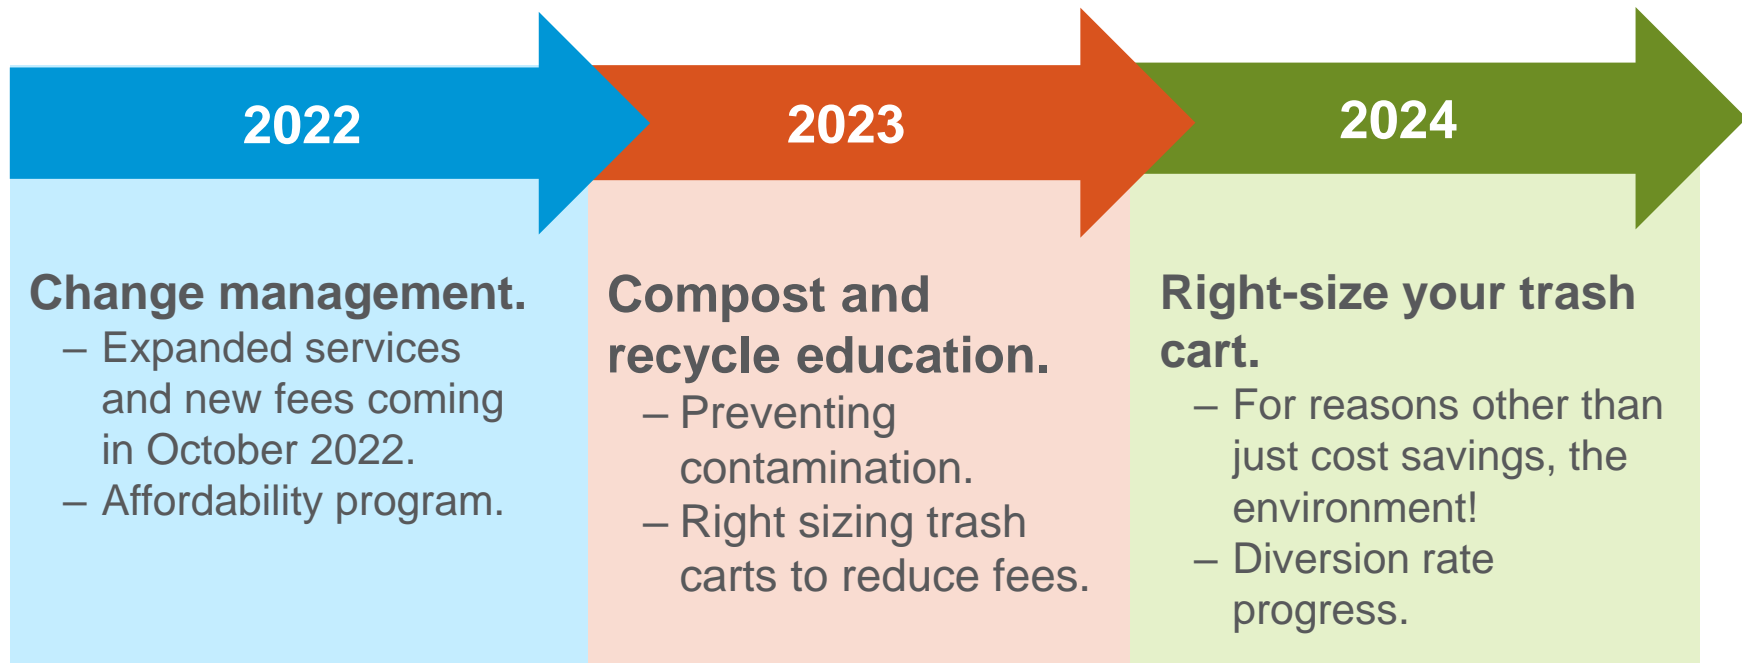 2022
Change management.
– Expanded services
and new fees coming
in October 2022.
– Affordability program.
2023
Compost and
recycle education.
– Preventing
contamination.
– Right sizing trash
carts to reduce fees.
2024
Right-size your trash
cart.
– For reasons other than
just cost savings, the
environment!
– Diversion rate
progress.